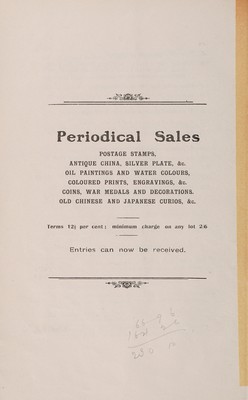 Periodical Sales
POSTAGE STAMPS,
ANTIQUE CHINA, SILVER PLATE, &c.
OIL PAINTINGS AND WATER COLOURS,
COLOURED PRINTS, ENGRAVINGS, &c.
COINS, WAR MEDALS AND DECORATIONS.
OLD CHINESE AND JAPANESE CURIOS, &c.
Terms 12½ per cent; minimum charge on any lot 2/6
Entries can now be received.